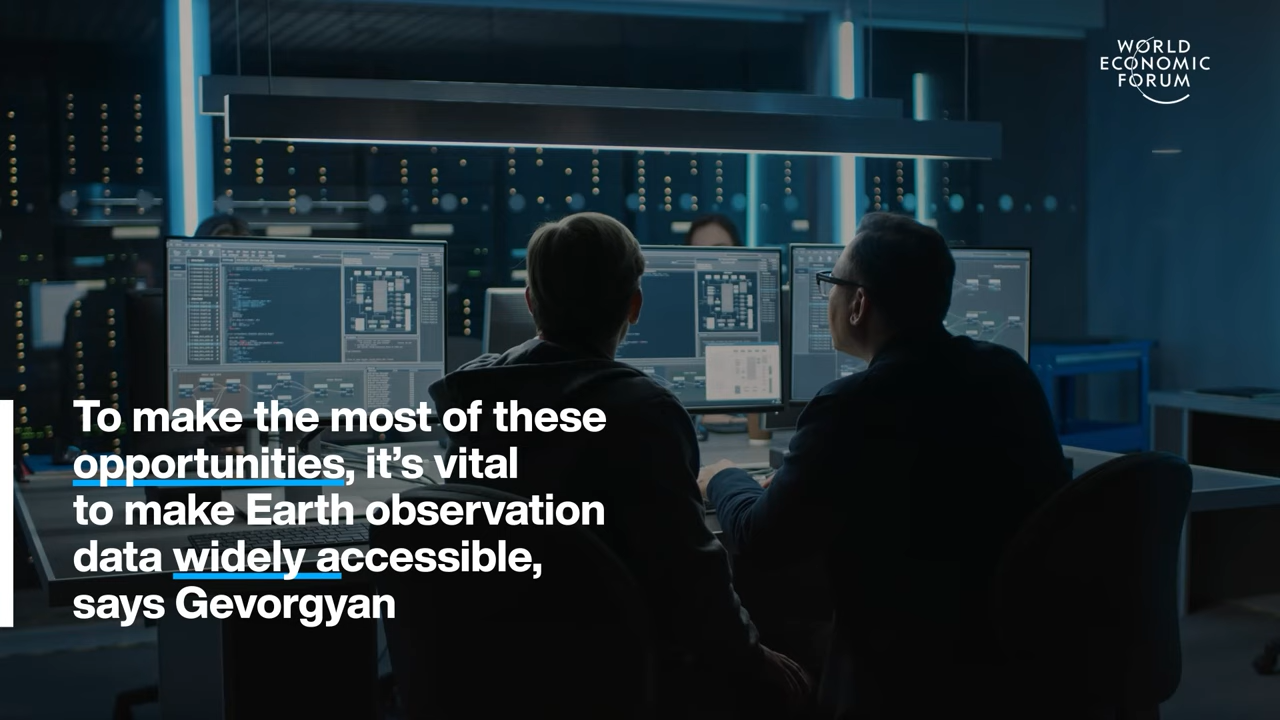 WORLD
ECONOMIC
FORUM
To make the most of these
opportunities, it’s vital
to make Earth observation
data widely accessible,
says Gevorgyan